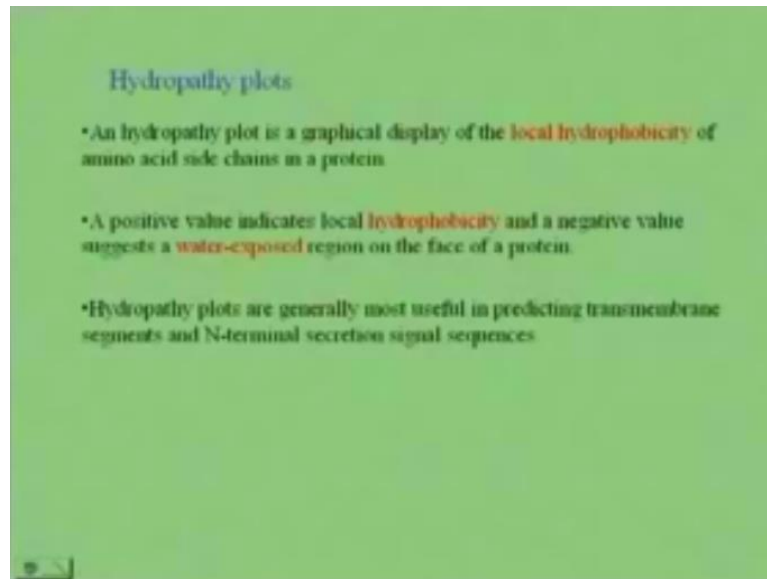 Hydropathy plots
•An hydropathy plot is a graphical display of the local hydrophobicity of
amino acid side chains in a protein
•A positive value indicates local hydrophobicity and a negative value
suggests a water-exposed region on the face of a protein.
•Hydropathy plots are generally most useful in predicting transmembrane
segments and N-terminal secretion signal sequences